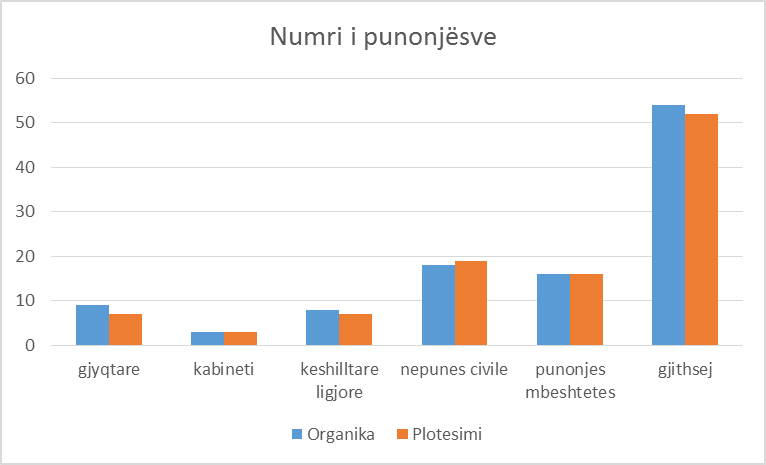 Numri i punonjësve
60
50
40
30
20
10
0
gjyqtare
kabineti
keshilltare
ligjore
nepunes civile
punonjes
mbeshtetes
gjithsej
Organika
Plotesimi